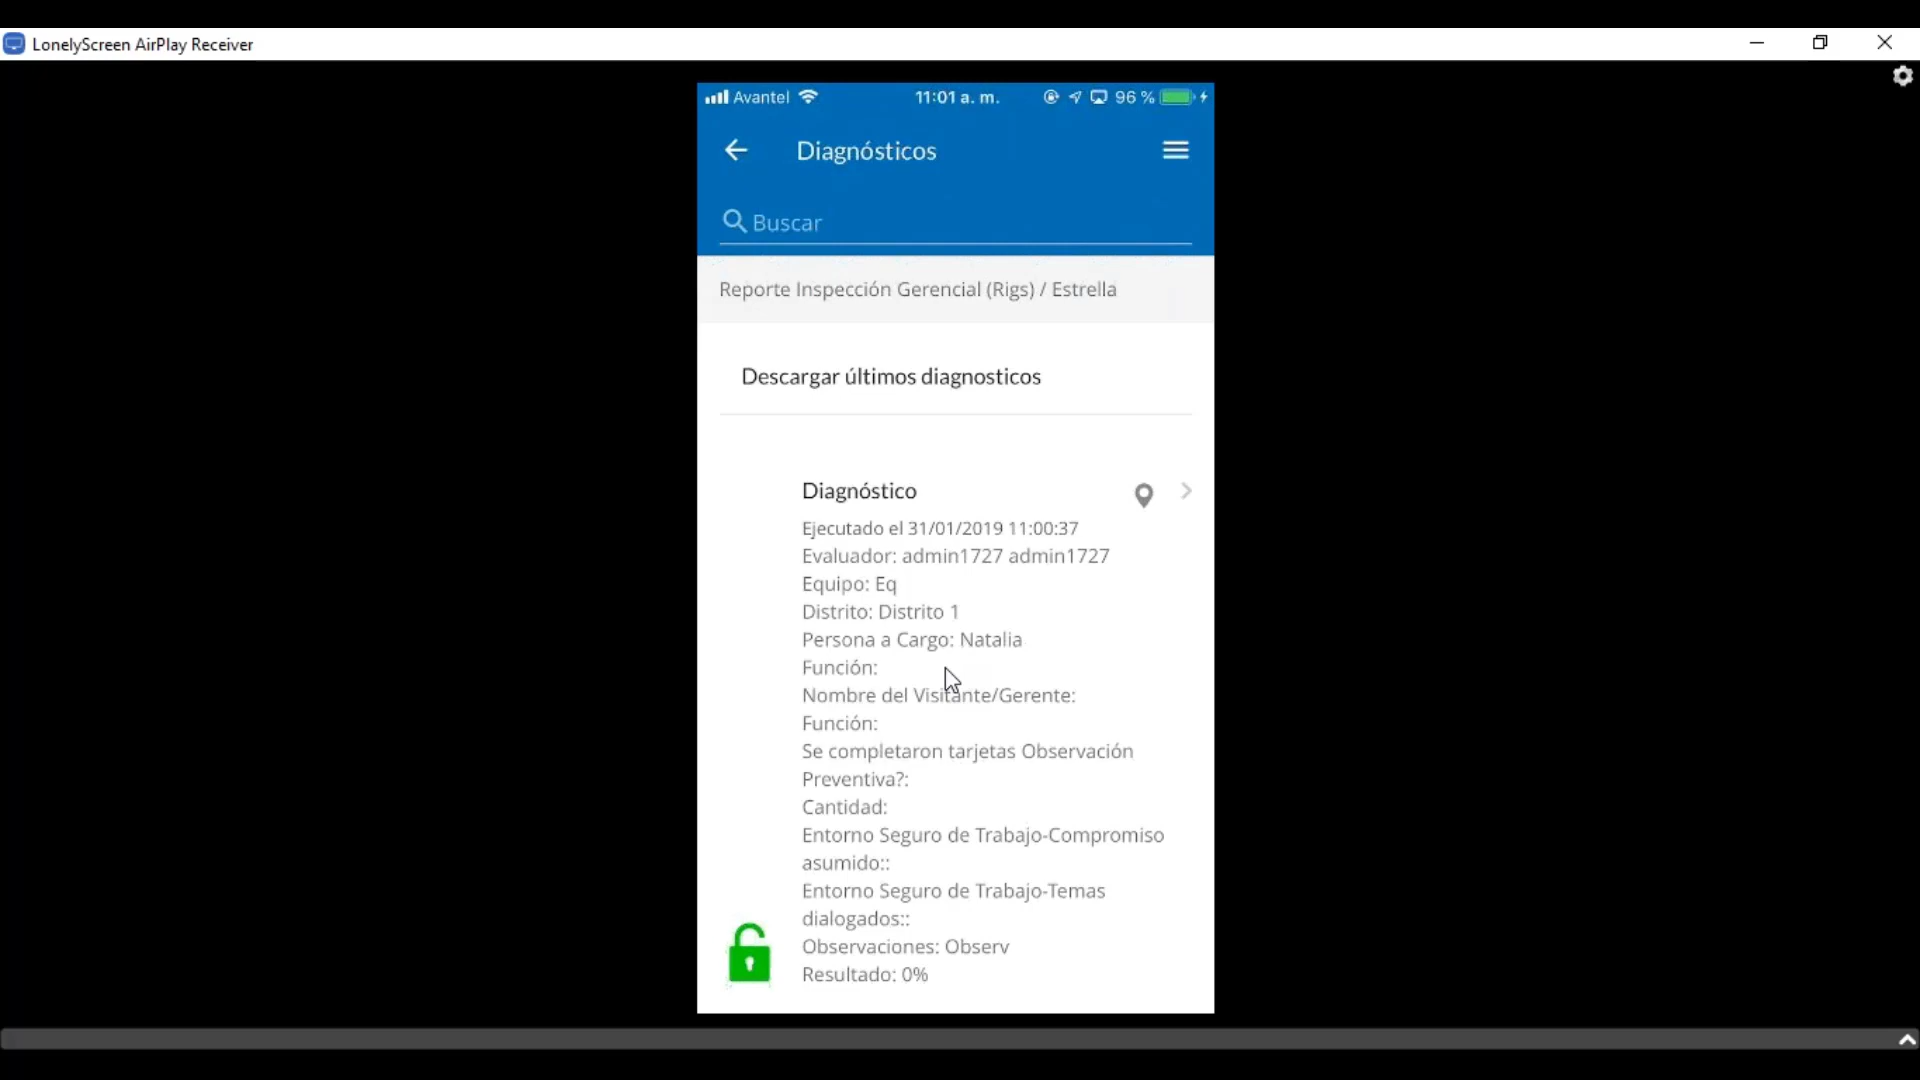 LonelyScreen AirPlay Receiver
Avantel 11:01 a. m. 96 %
Diagnósticos
Buscar
Reporte Inspección Gerencial (Rigs) / Estrella
Descargar últimos diagnosticos
Diagnóstico
Ejecutado el 31/01/2019 11:00:37
Evaluador: admin1727 admin1727
Equipo: Eq
Distrito: Distrito 1
Persona a Cargo: Natalia
Función:
Nombre del Visitante/Gerente:
Función:
Se completaron tarjetas Observación
Preventiva?:
Cantidad:
Entorno Seguro de Trabajo-Compromiso
asumido::
Entorno Seguro de Trabajo-Temas
dialogados::
Observaciones: Observ
Resultado: 0%